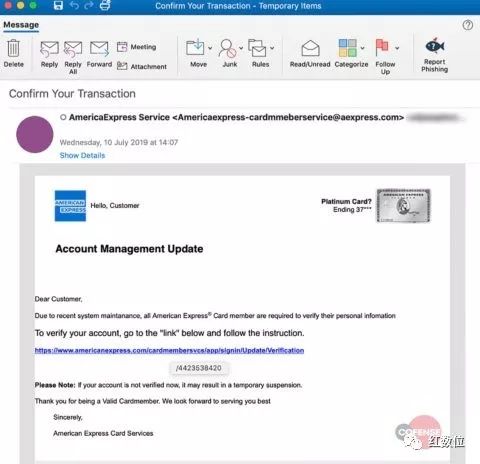 Confirm Your Transaction - Temporary Items
Message
Delete
Reply
Reply All
Forward
Meeting
Attachment
Move
Junk
Rules
Read/Unread
Categorize
Follow Up
Report Phishing
Confirm Your Transaction
AmericaExpress Service <Americaexpress-cardmmeberservice@aexpress.com>
Wednesday, 10 July 2019 at 14:07
Show Details
AMERICAN EXPRESS
Hello, Customer
Platinum Card?
Ending 37***
AMERICAN EXPRESS
Account Management Update
Dear Customer,
Due to recent system maintanance, all American Express® Card member are required to verify their personal infomation
To verify your account, go to the "link" below and follow the instruction.
https://www.americanexpress.com/cardmembersvcs/app/signin/Update/Verification
/4423538420
Please Note: If your account is not verified now, it may result in a temporary suspension.
Thank you for being a Valid Cardmember. We look forward to serving you best
Sincerely,
American Express Card Services
COFENSE
红数位